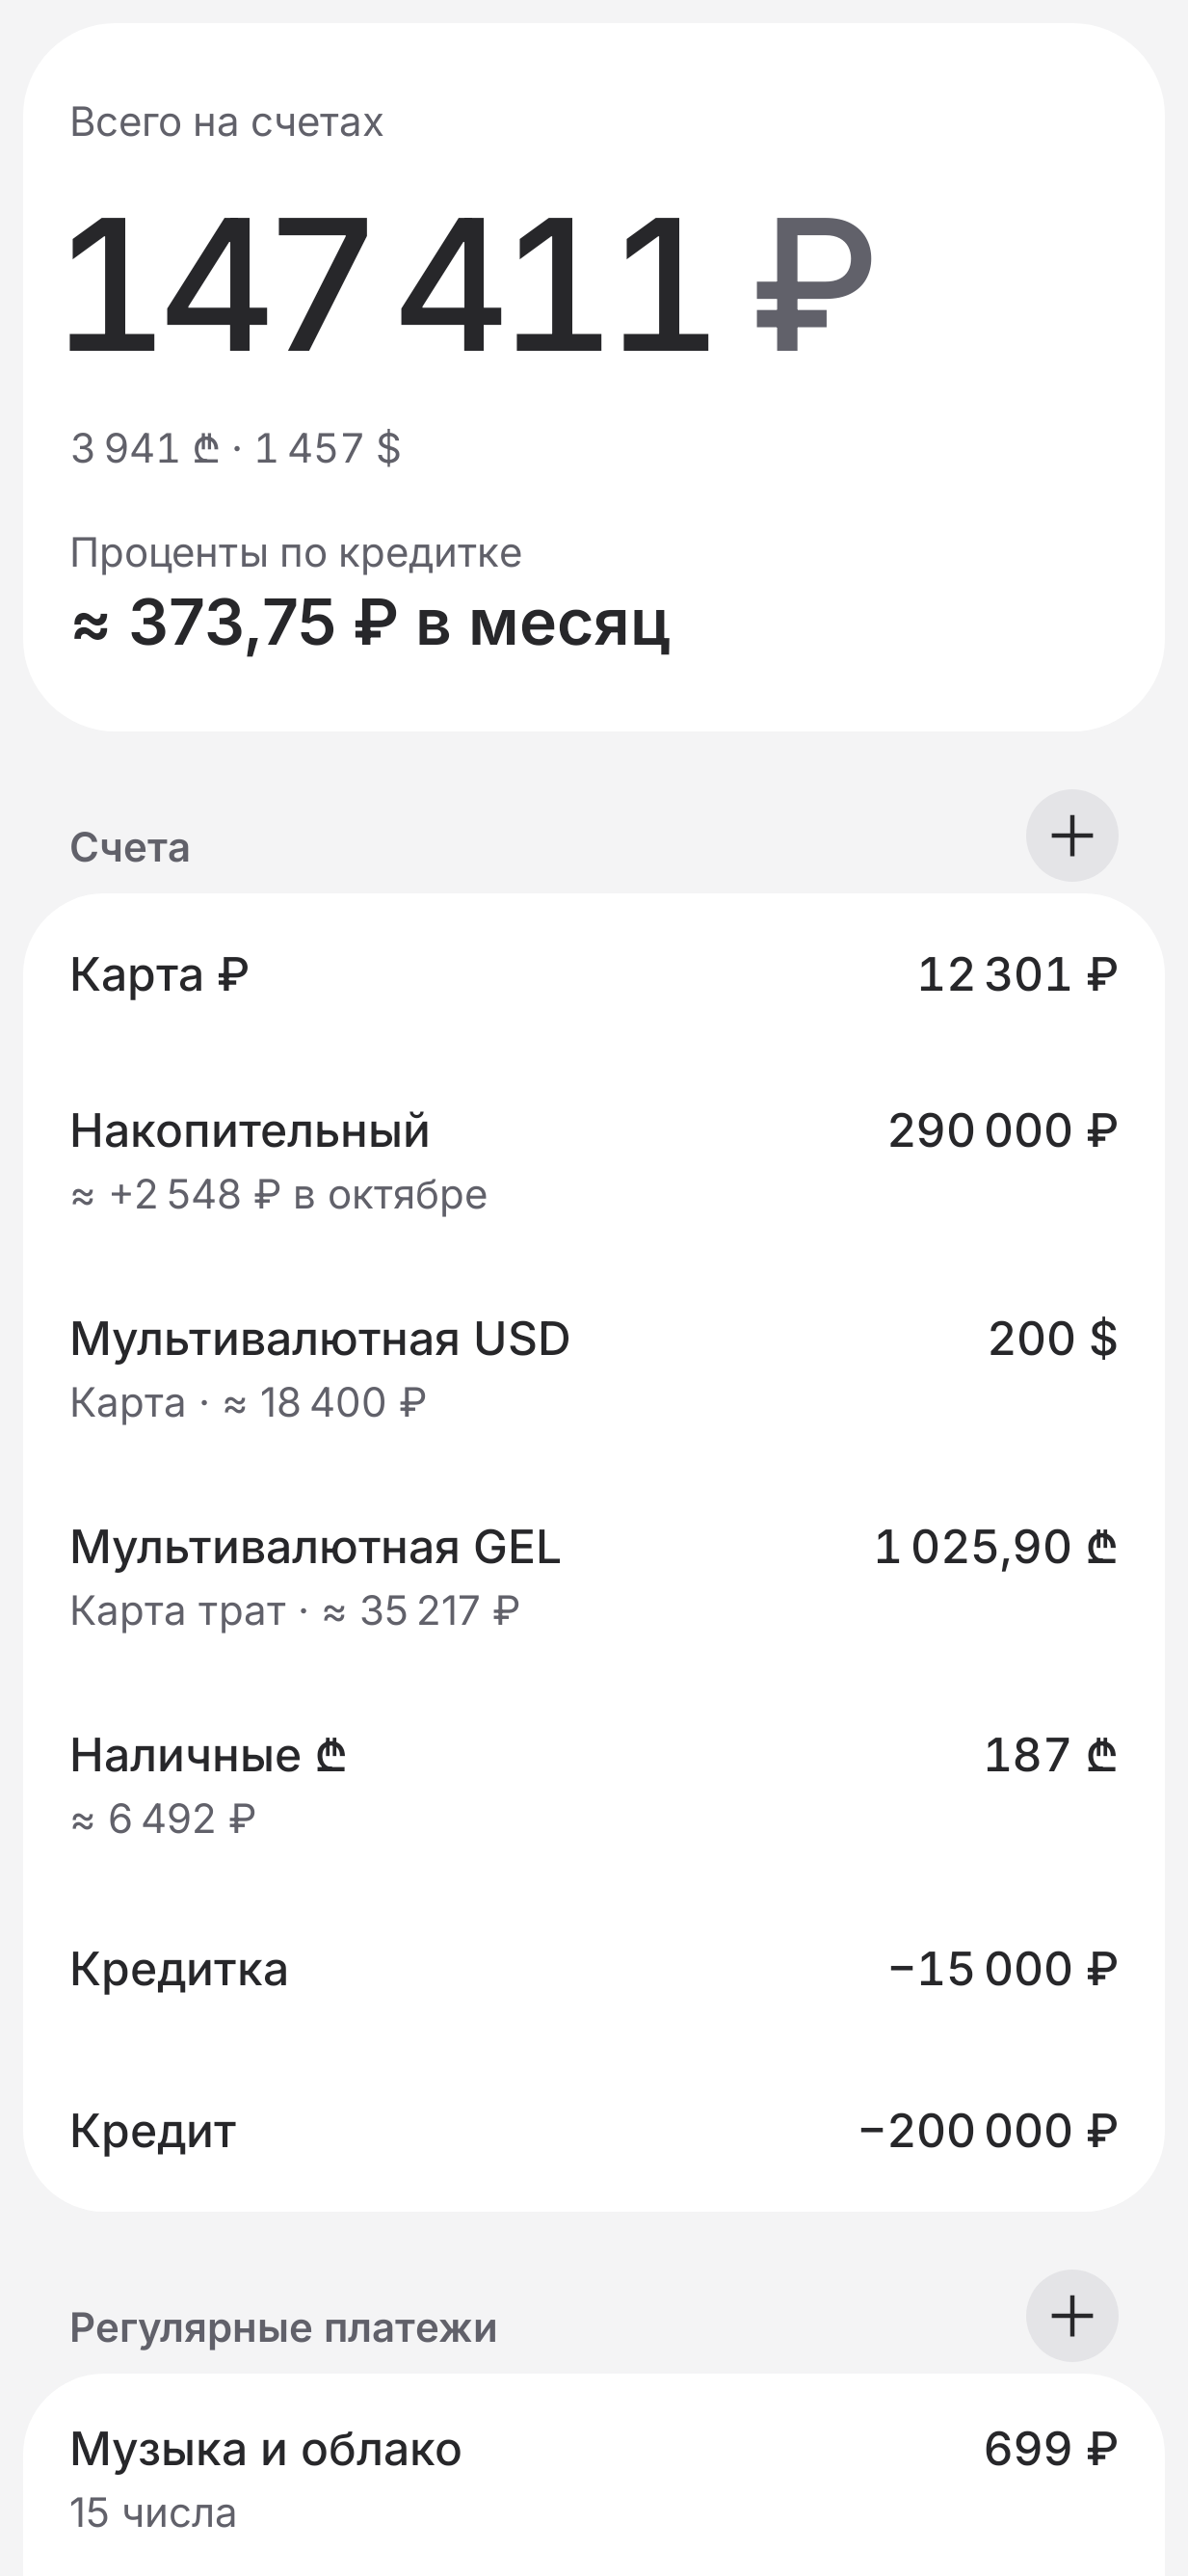 Всего на счетах
147 411 ₽
3 941 ₾ · 1 457 $
Проценты по кредитке
≈ 373,75 ₽ в месяц
Счета
Карта ₽ 12 301 ₽
Накопительный 290 000 ₽
≈ +2 548 ₽ в октябре
Мультивалютная USD 200 $
Карта · ≈ 18 400 ₽
Мультивалютная GEL 1 025,90 ₾
Карта трат · ≈ 35 217 ₽
Наличные ₾ 187 ₾
≈ 6 492 ₽
Кредитка −15 000 ₽
Кредит −200 000 ₽
Регулярные платежи
Музыка и облако 699 ₽
15 числа